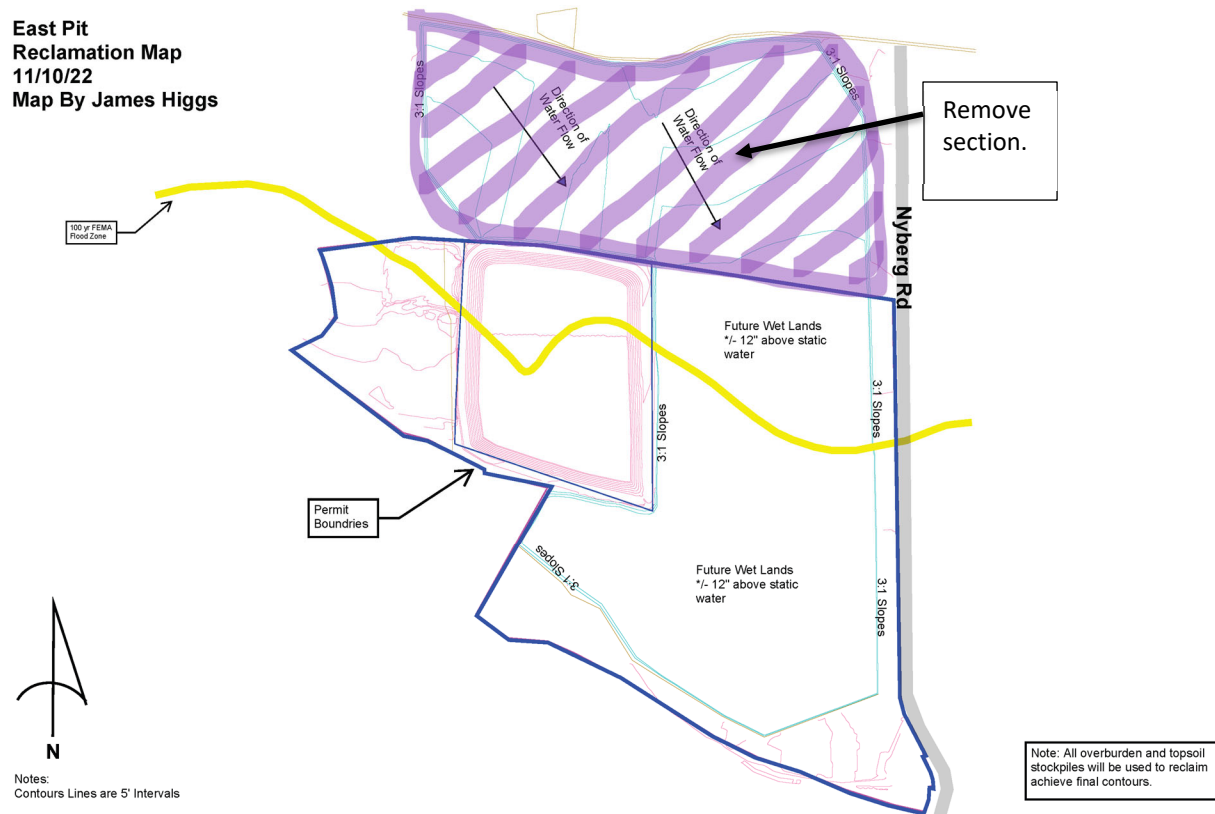 East Pit
Reclamation Map
11/10/22
Map By James Higgs
3:1 Slopes
Direction of
Water Flow
Direction of
Water Flow
3:1 Slopes
Remove
section.
100 yr FEMA
Flood Zone
Nyberg Rd
Future Wet Lands
*/- 12" above static
water
3:1 Slopes
3:1 Slopes
Permit
Boundries
3:1 Slopes
Future Wet Lands
*/- 12" above static
water
3:1 Slopes
N
Notes:
Contours Lines are 5' Intervals
Note: All overburden and topsoil
stockpiles will be used to reclaim
achieve final contours.